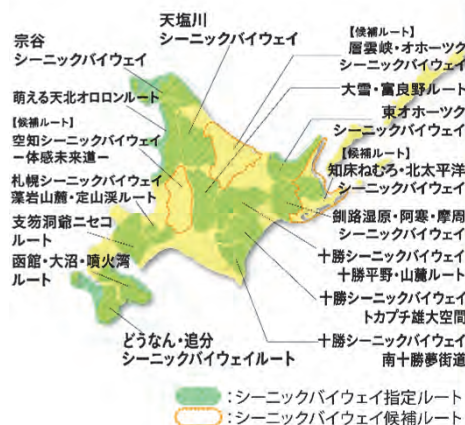 天塩川
シーニックバイウェイ
宗谷
シーニックバイウェイ
萌える天北オロロンルート
【候補ルート】
空知シーニックバイウェイ
－体感未来道－
札幌シーニックバイウェイ
藻岩山麓・定山渓ルート
支笏洞爺ニセコ
ルート
函館・大沼・噴火湾
ルート
どうなん・追分
シーニックバイウェイルート
【候補ルート】
層雲峡・オホーツク
シーニックバイウェイ
大雪・富良野ルート
東オホーツク
シーニックバイウェイ
【候補ルート】
知床ねむろ・北太平洋
シーニックバイウェイ
釧路湿原・阿寒・摩周
シーニックバイウェイ
十勝シーニックバイウェイ
十勝平野・山麓ルート
十勝シーニックバイウェイ
トカプチ雄大空間
十勝シーニックバイウェイ
南十勝夢街道
：シーニックバイウェイ指定ルート
：シーニックバイウェイ候補ルート